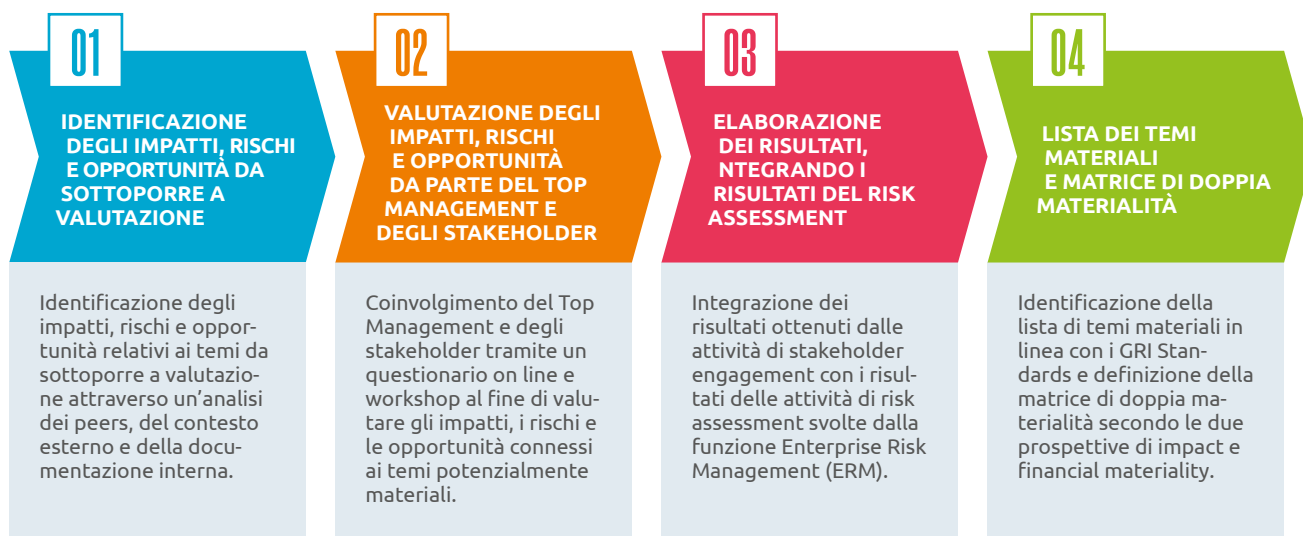 01
IDENTIFICAZIONE
DEGLI IMPATTI, RISCHI
E OPPORTUNITÀ DA
SOTTOPORRE A
VALUTAZIONE
Identificazione degli
impatti, rischi e oppor-
tunità relativi ai temi da
sottoporre a valutazio-
ne attraverso un'analisi
dei peers, del contesto
esterno e della docu-
mentazione interna.
02
VALUTAZIONE DEGLI
IMPATTI, RISCHI
E OPPORTUNITÀ
DA PARTE DEL TOP
MANAGEMENT E
DEGLI STAKEHOLDER
Coinvolgimento del Top
Management e degli
stakeholder tramite un
questionario on line e
workshop al fine di valu-
tare gli impatti, i rischi e
le opportunità connessi
ai temi potenzialmente
materiali.
03
ELABORAZIONE
DEI RISULTATI,
NTEGRANDO I
RISULTATI DEL RISK
ASSESSMENT
Integrazione dei
risultati ottenuti dalle
attività di stakeholder
engagement con i risul-
tati delle attività di risk
assessment svolte dalla
funzione Enterprise Risk
Management (ERM).
04
LISTA DEI TEMI
MATERIALI
E MATRICE DI DOPPIA
MATERIALITÀ
Identificazione della
lista di temi materiali in
linea con i GRI Stan-
dards e definizione della
matrice di doppia ma-
terialità secondo le due
prospettive di impact e
financial materiality.